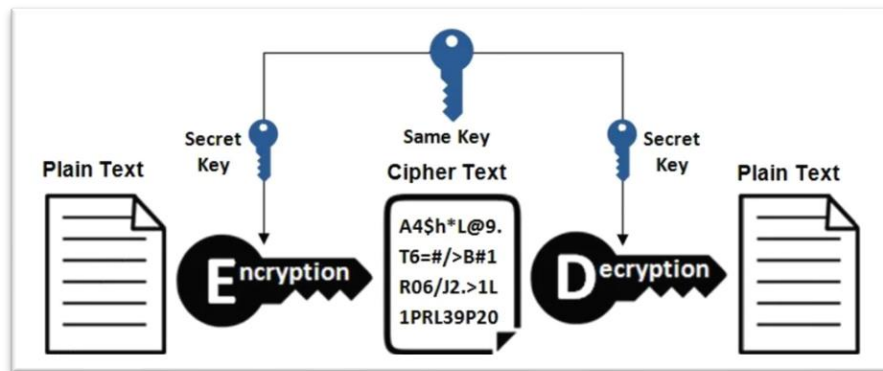 Secret
Key
Same Key
Secret
Key
Plain Text
Cipher Text
Plain Text
Encryption
A4$h*L@9.
T6=#/>B#1
R06/J2.>1L
1PRL39P20
Decryption